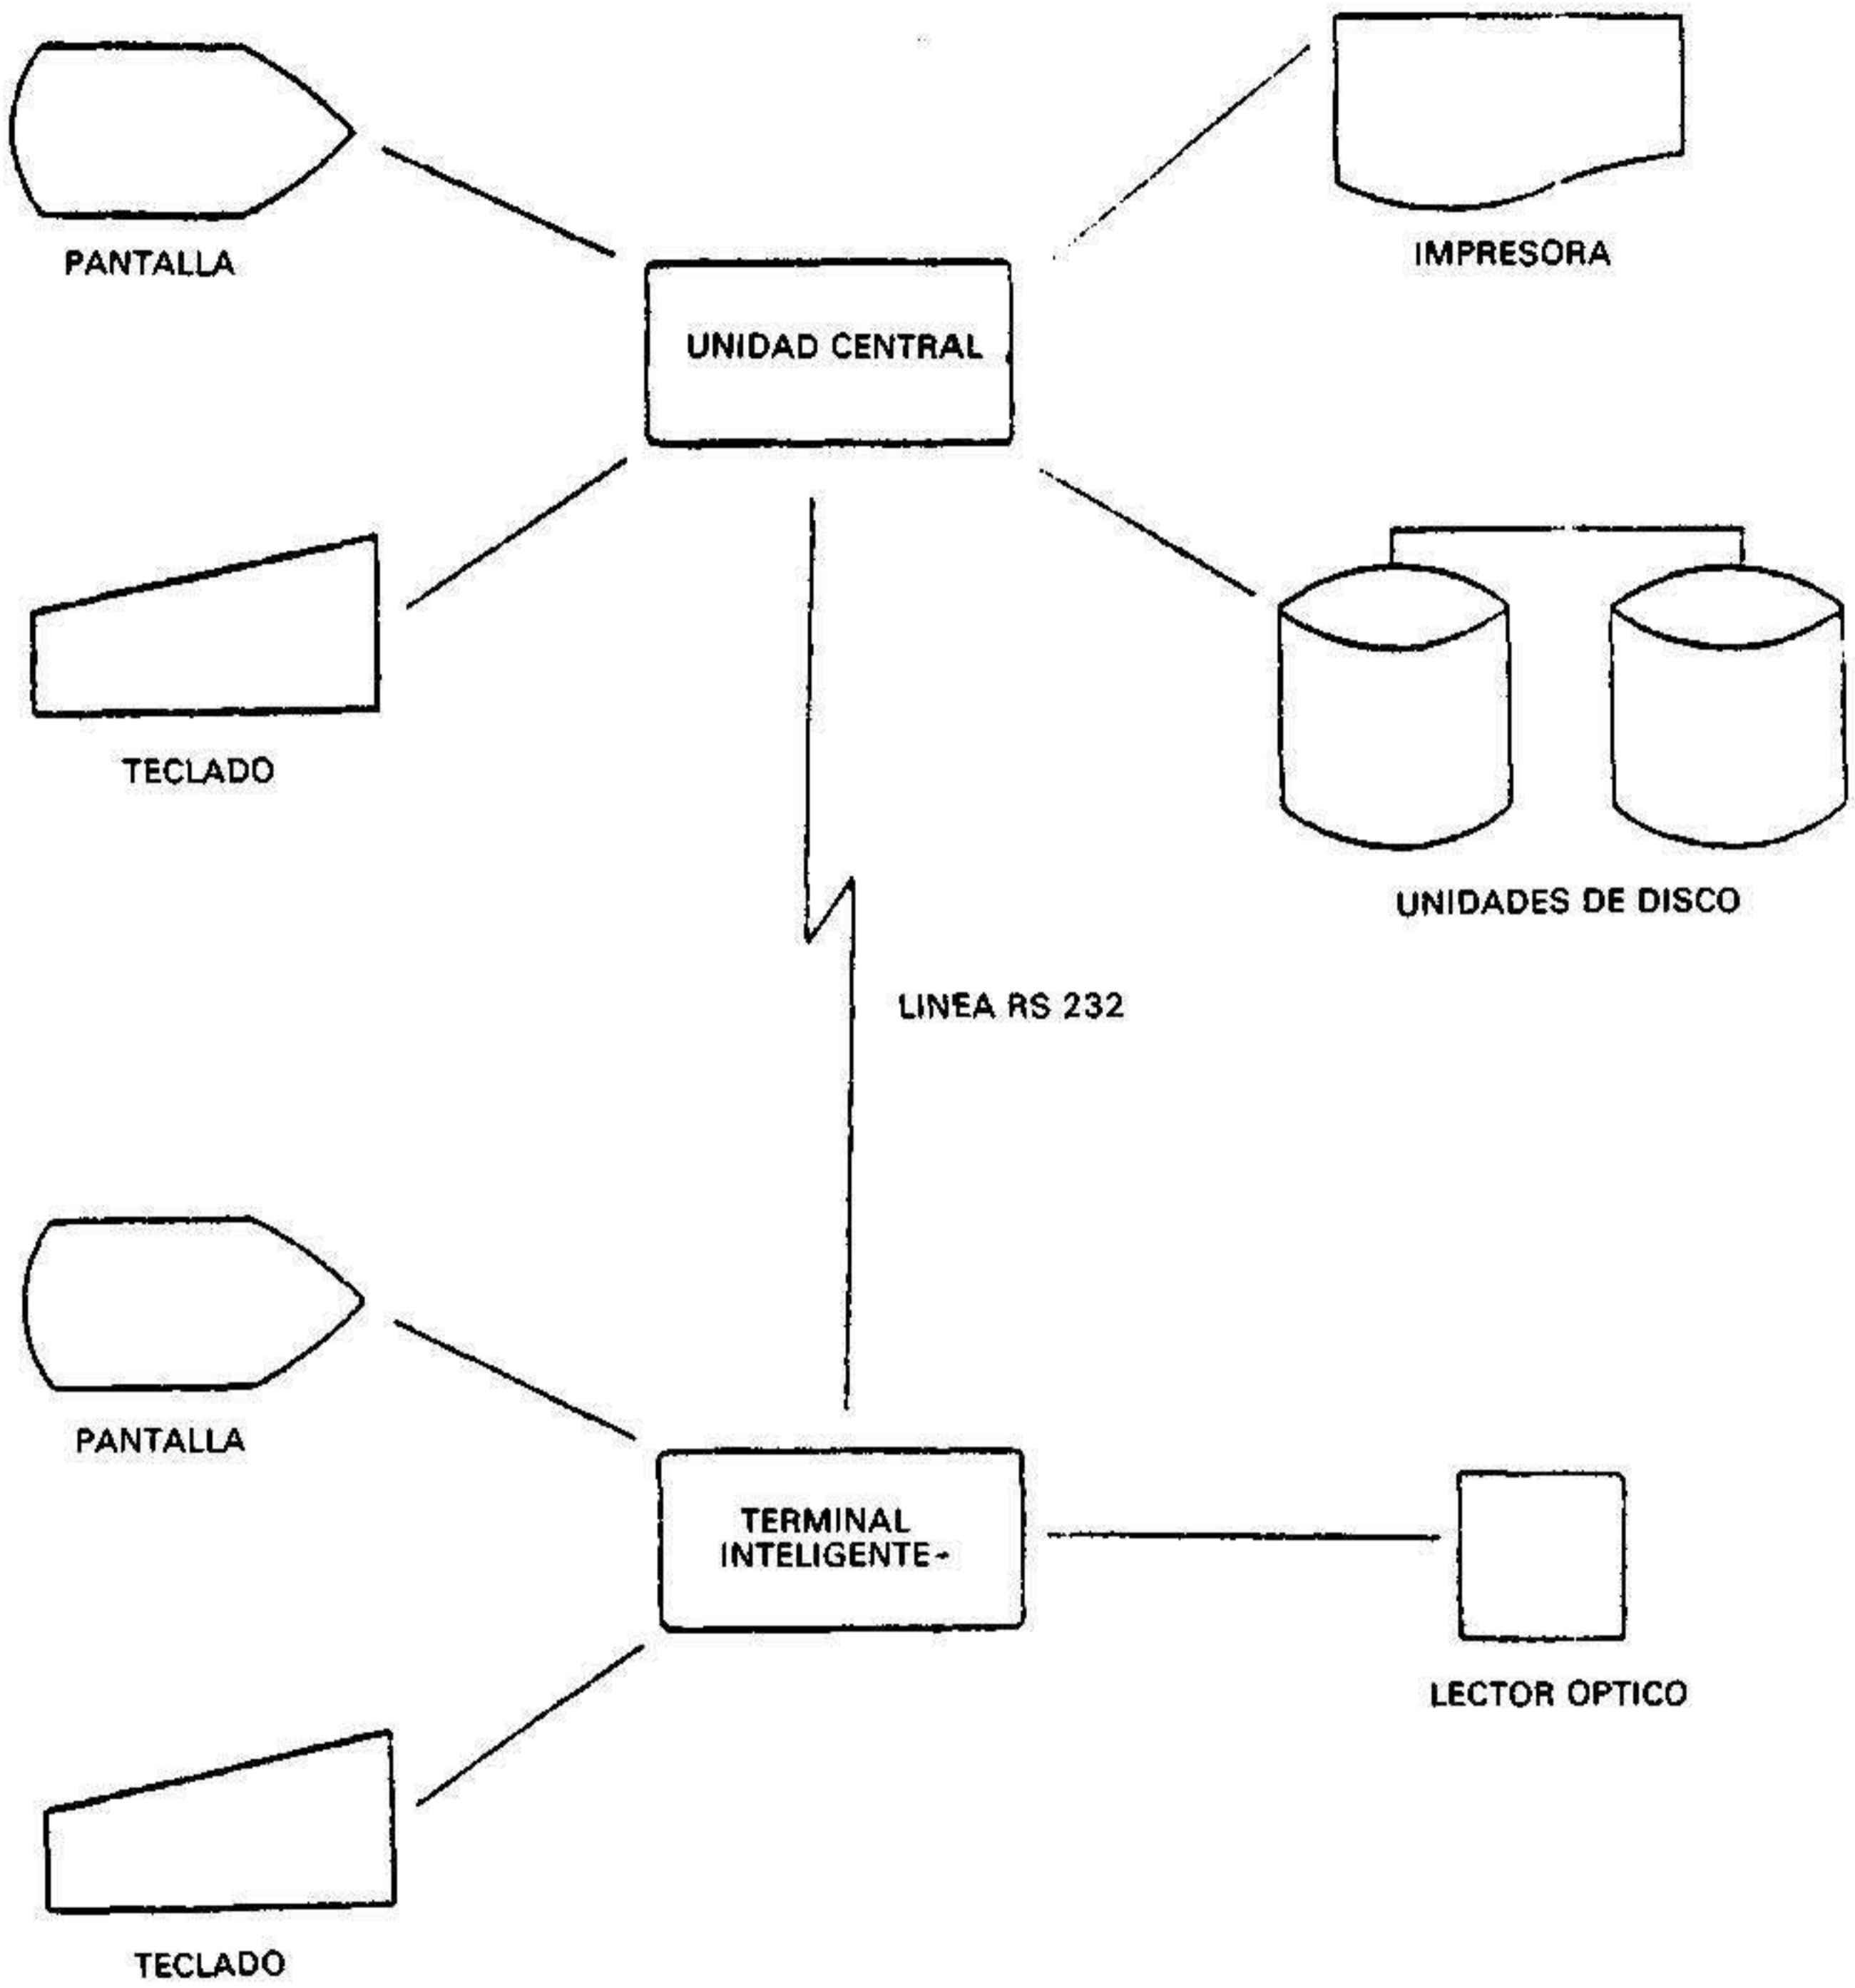 PANTALLA
IMPRESORA
UNIDAD CENTRAL
TECLADO
UNIDADES DE DISCO
LINEA RS 232
PANTALLA
TERMINAL
INTELIGENTE-
LECTOR OPTICO
TECLADO